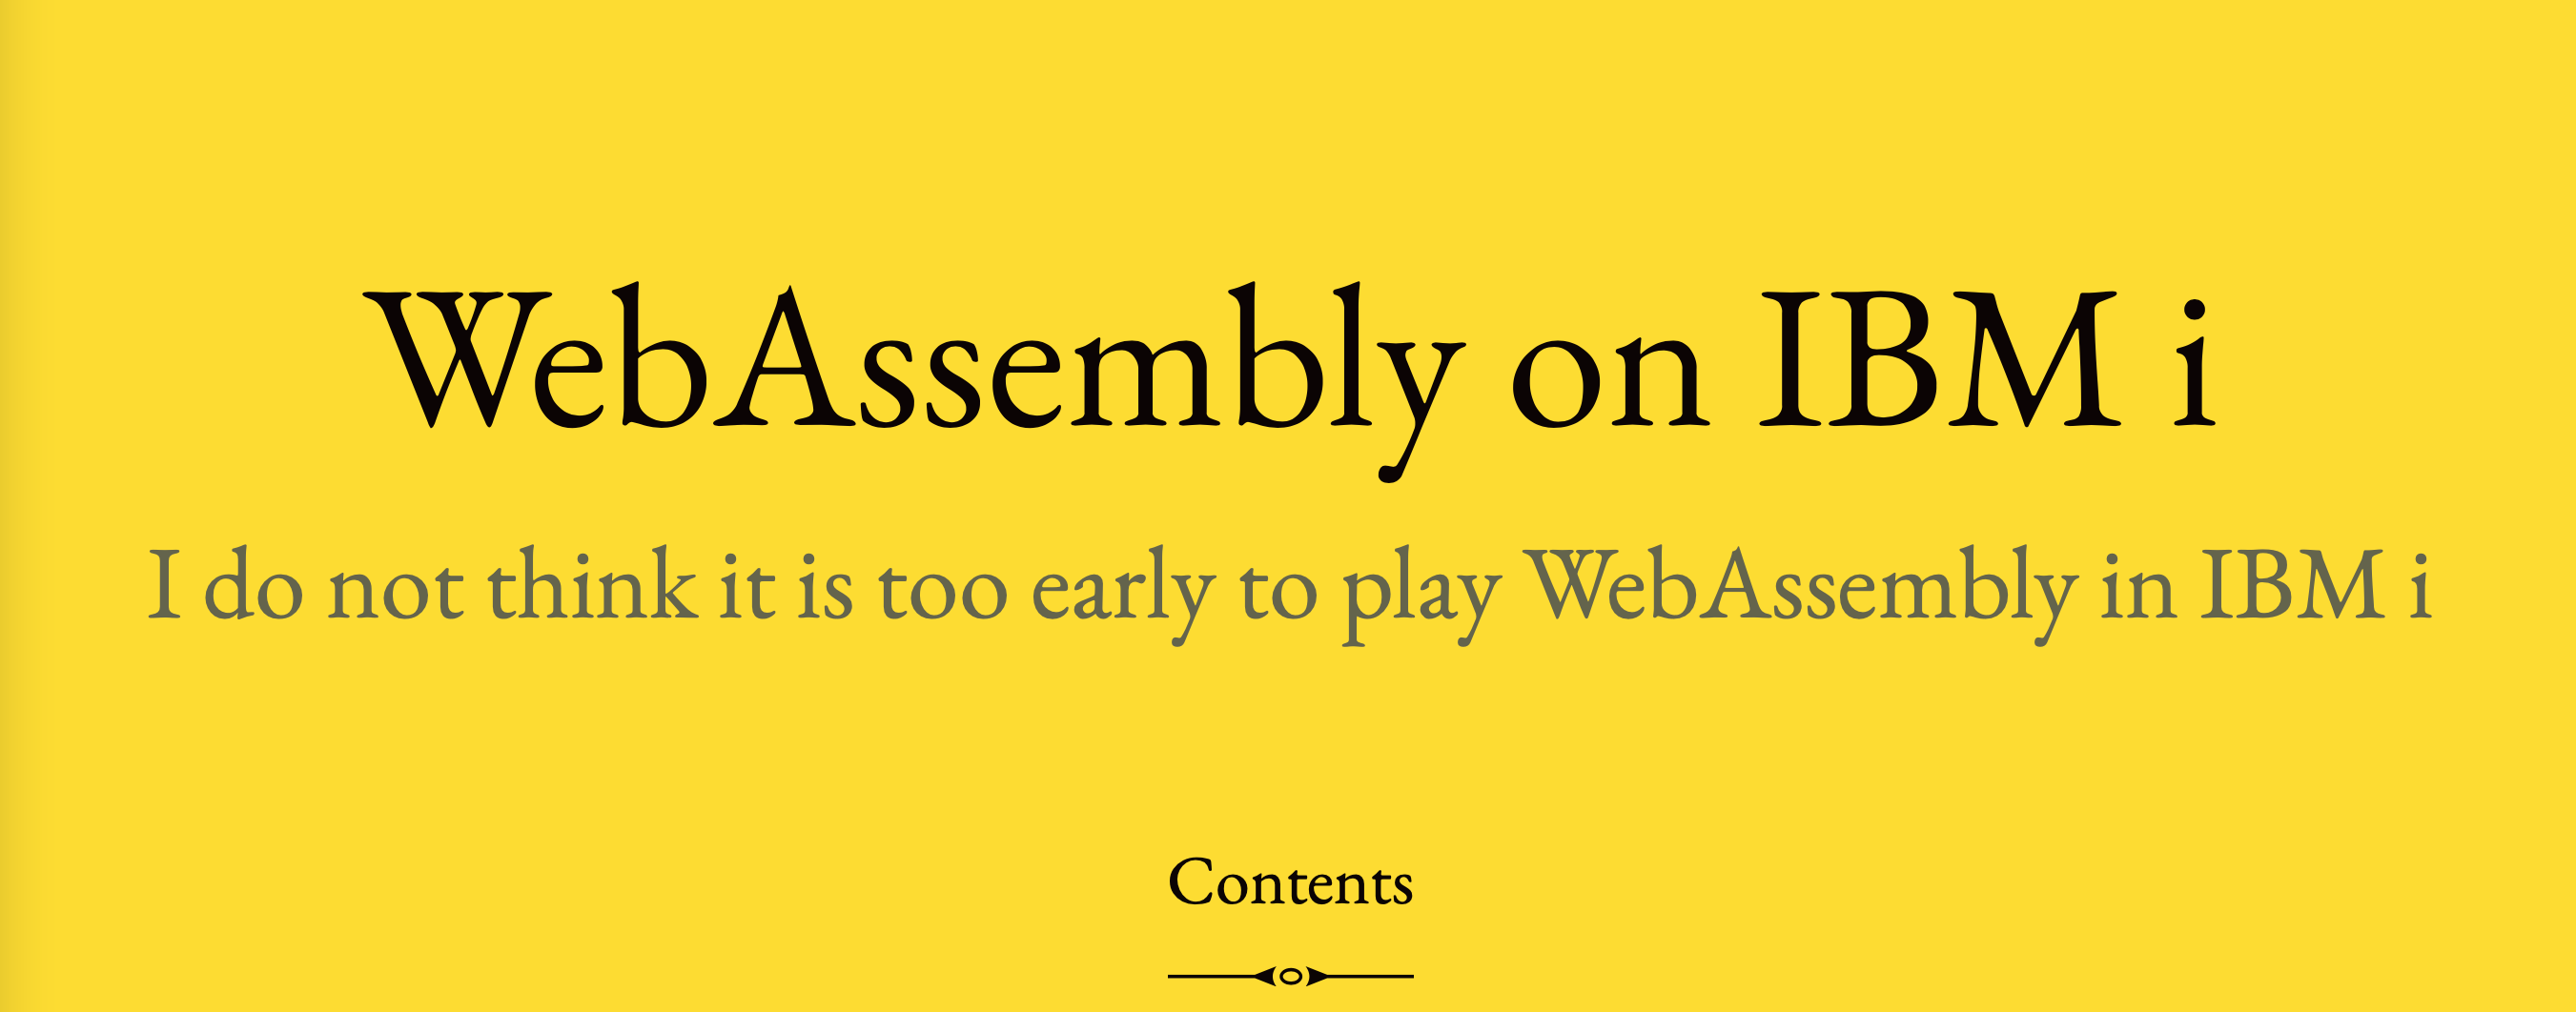 WebAssembly on IBM i
I do not think it is too early to play WebAssembly in IBM i
Contents